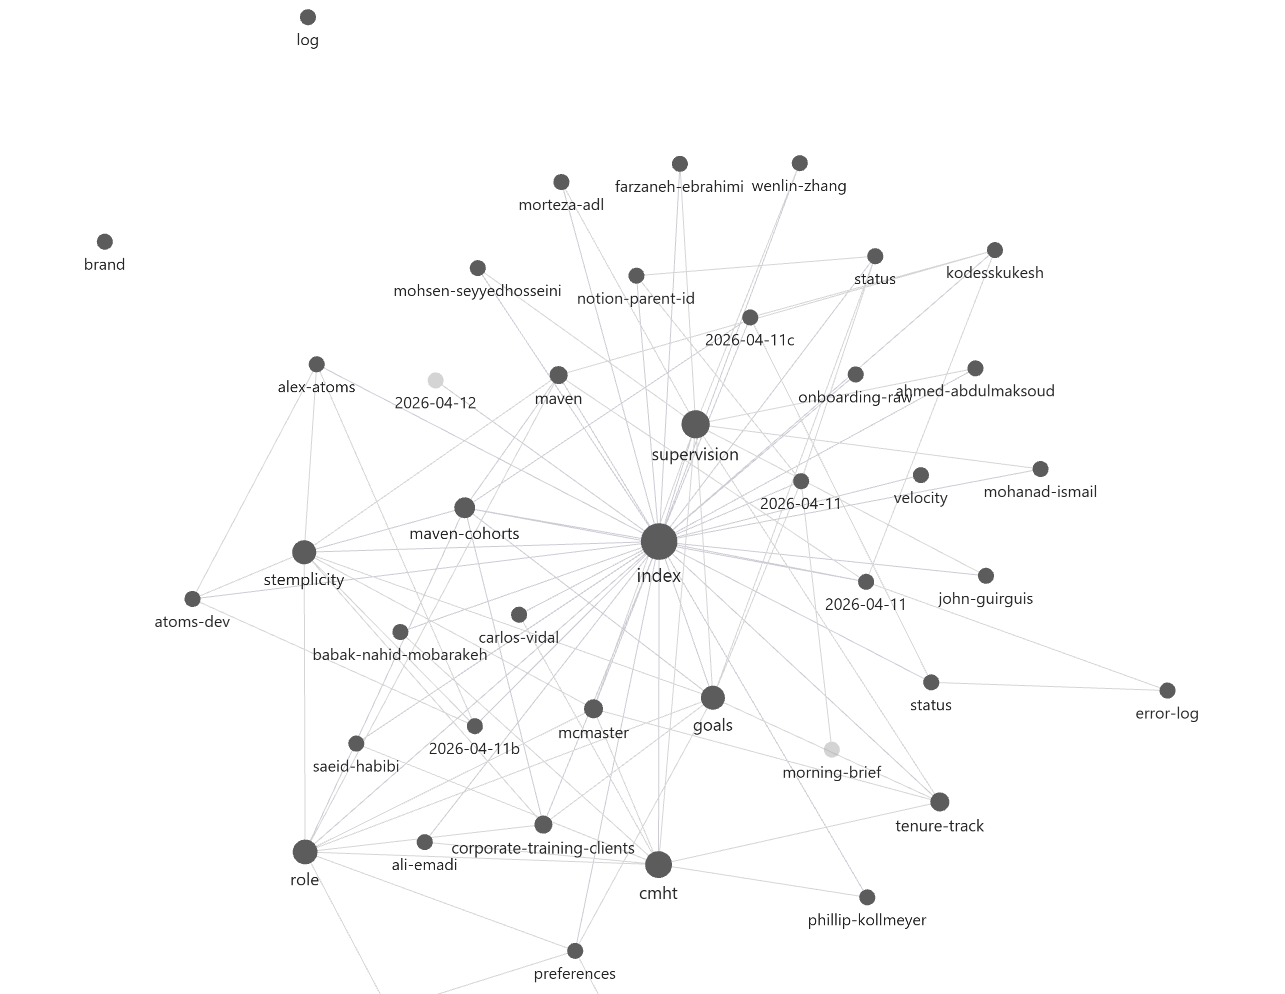 log
farzaneh-ebrahimi
wenlin-zhang
morteza-adl
brand
status
kodesskukesh
mohsen-seyyedhosseini
notion-parent-id
2026-04-11c
alex-atoms
2026-04-12
maven
onboarding-raw
ahmed-abdulmaksoud
supervision
2026-04-11
velocity
mohanad-ismail
maven-cohorts
index
stemplicity
2026-04-11
john-guirguis
atoms-dev
carlos-vidal
babak-nahid-mobarakeh
status
error-log
mcmaster
goals
2026-04-11b
saeid-habibi
morning-brief
tenure-track
corporate-training-clients
ali-emadi
role
cmht
phillip-kollmeyer
preferences